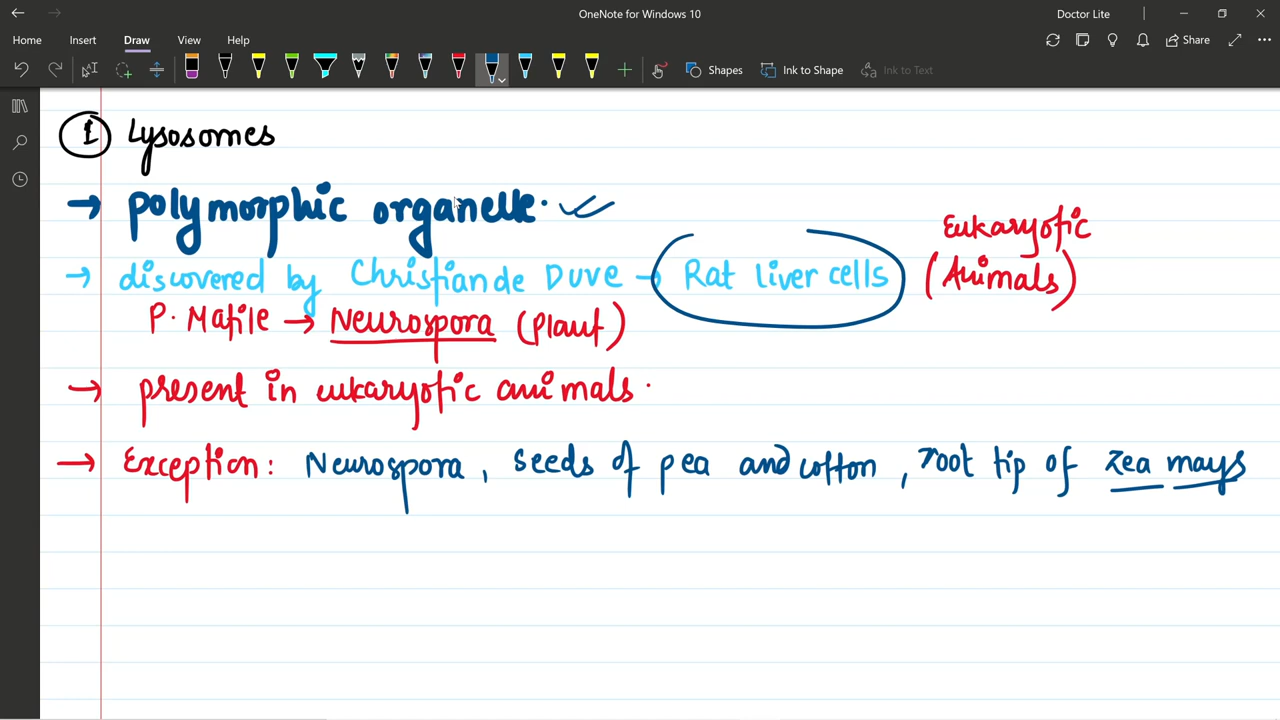 OneNote for Windows 10
Doctor Lite
Home Insert Draw View Help
Share
Shapes Ink to Shape Ink to Text
1 Lysosomes
→ polymorphic organelle.
Eukaryotic
→ discovered by Christiande Duve → Rat liver cells (Animals)
P. Matile → Neurospora (Plant)
→ present in eukaryotic animals.
→ Exception: Neurospora, seeds of pea and cotton, root tip of zea mays